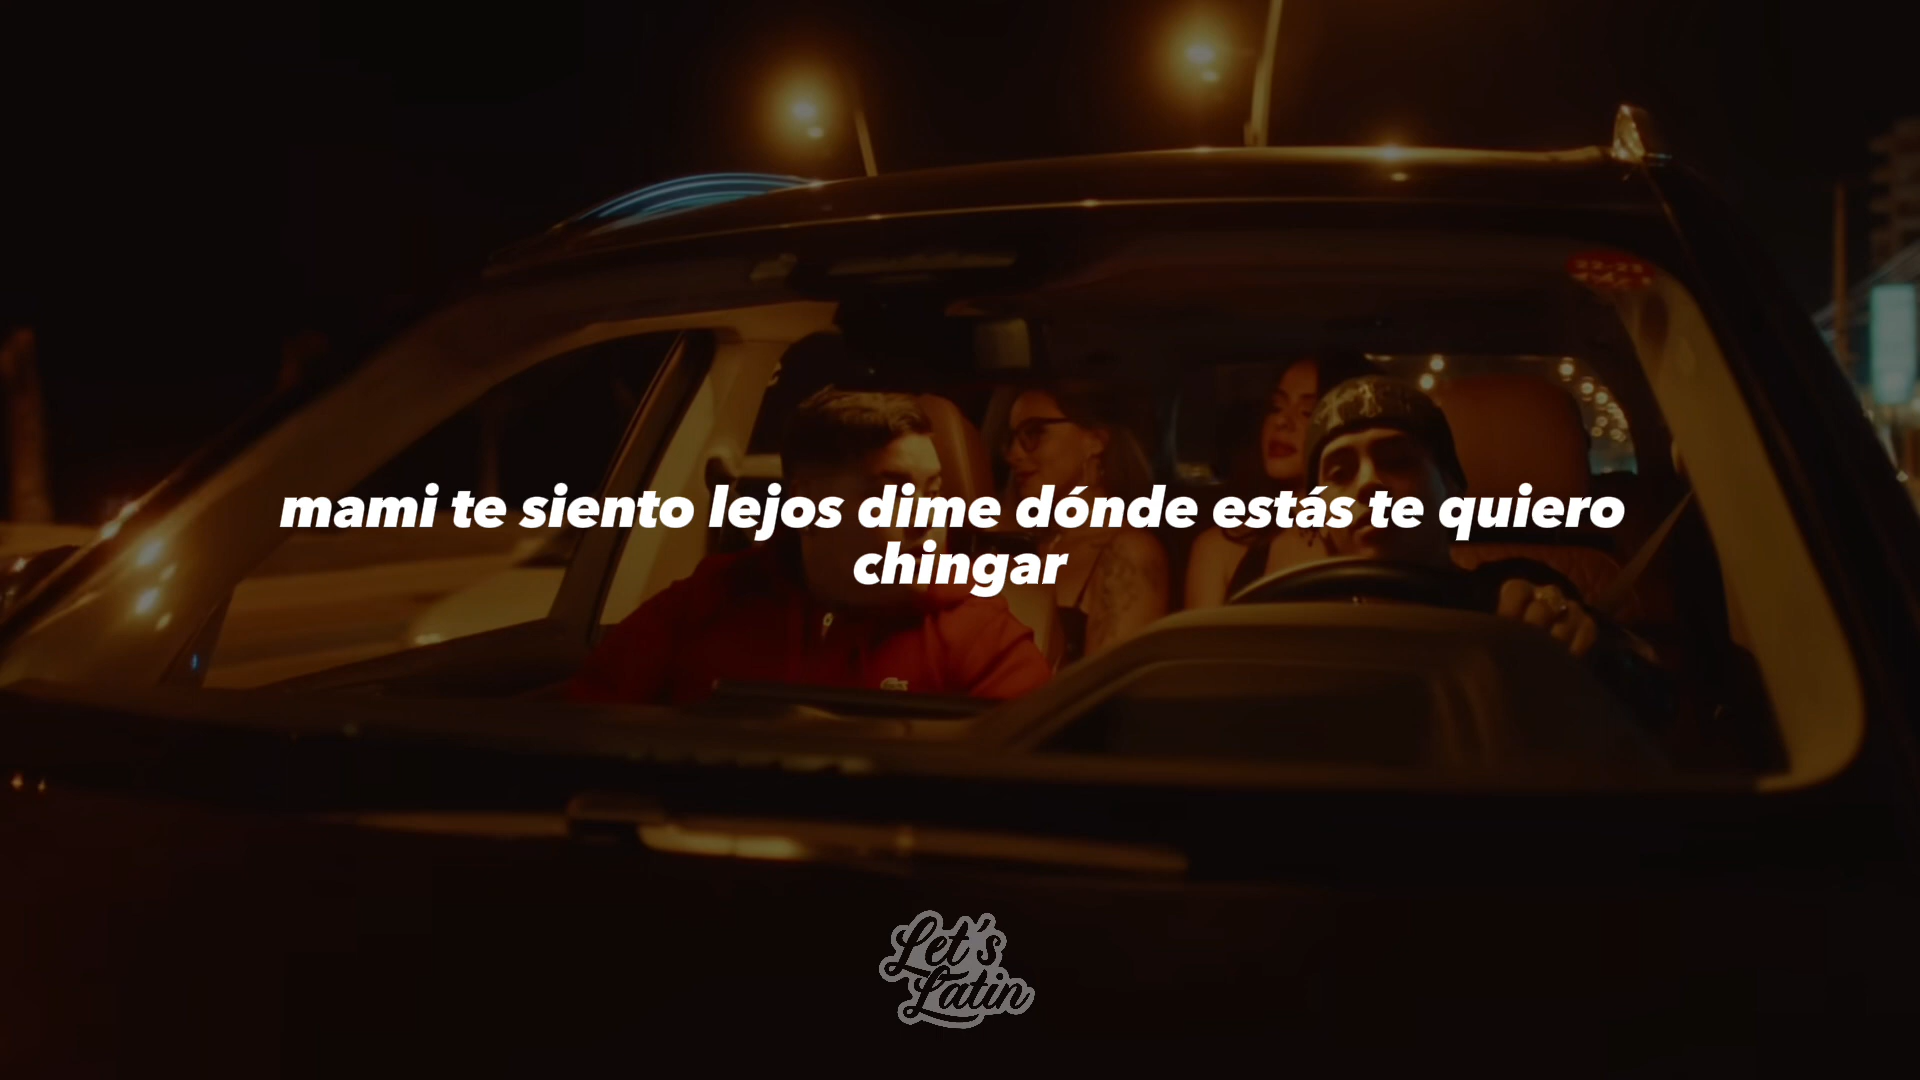 mami te siento lejos dime dónde estás te quiero
chingar
Let's
Latin